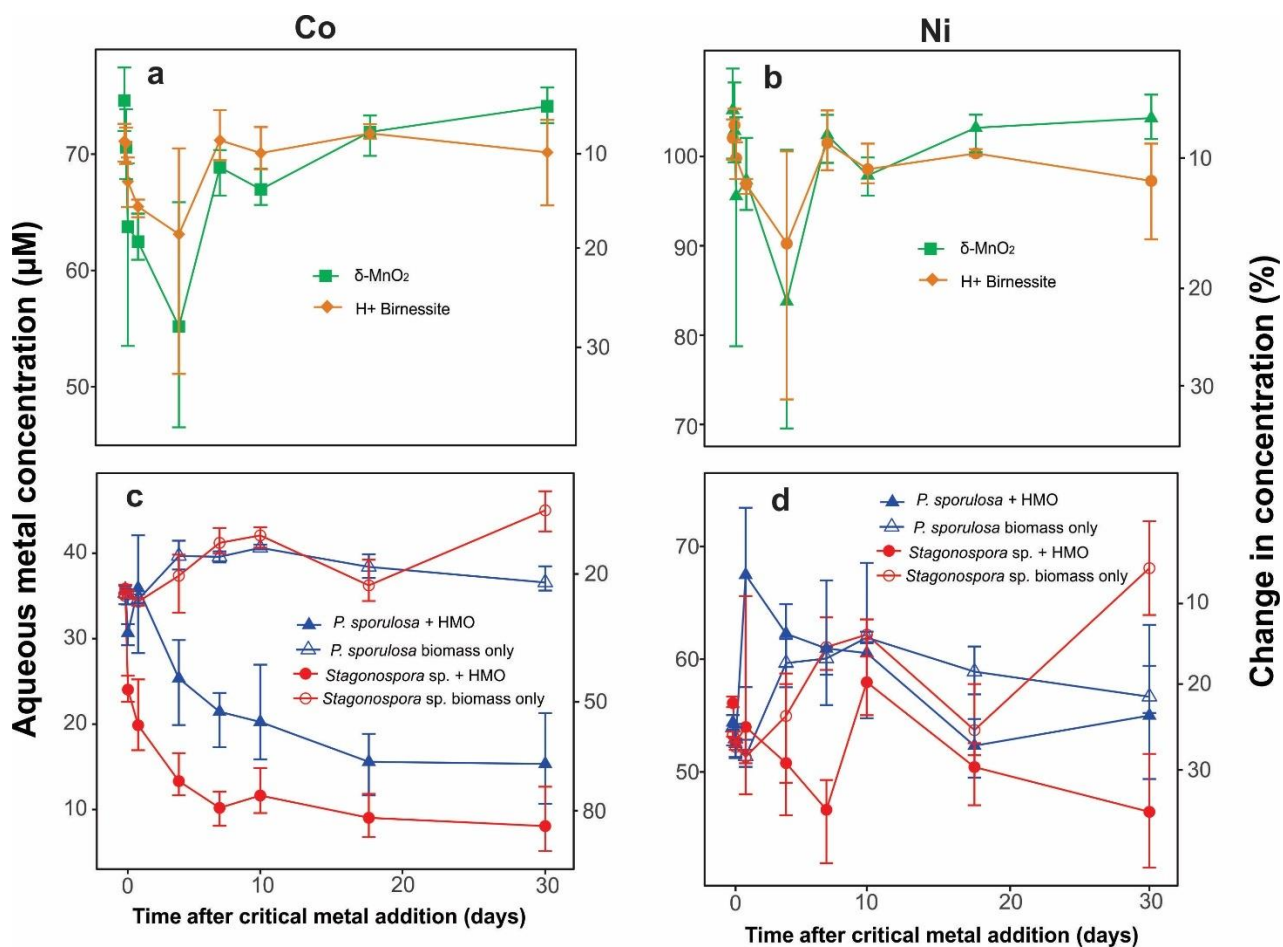 Co
Ni
a
b
70
60
50
10
20
30
δ-MnO₂
H+ Birnessite
100
90
80
70
10
20
30
δ-MnO₂
H+ Birnessite
Aqueous metal concentration (μM)
Change in concentration (%)
c
d
40
30
20
10
20
50
80
P. sporulosa + HMO
P. sporulosa biomass only
Stagonospora sp. + HMO
Stagonospora sp. biomass only
70
60
50
10
20
30
P. sporulosa + HMO
P. sporulosa biomass only
Stagonospora sp. + HMO
Stagonospora sp. biomass only
0 10 20 30
Time after critical metal addition (days)
0 10 20 30
Time after critical metal addition (days)